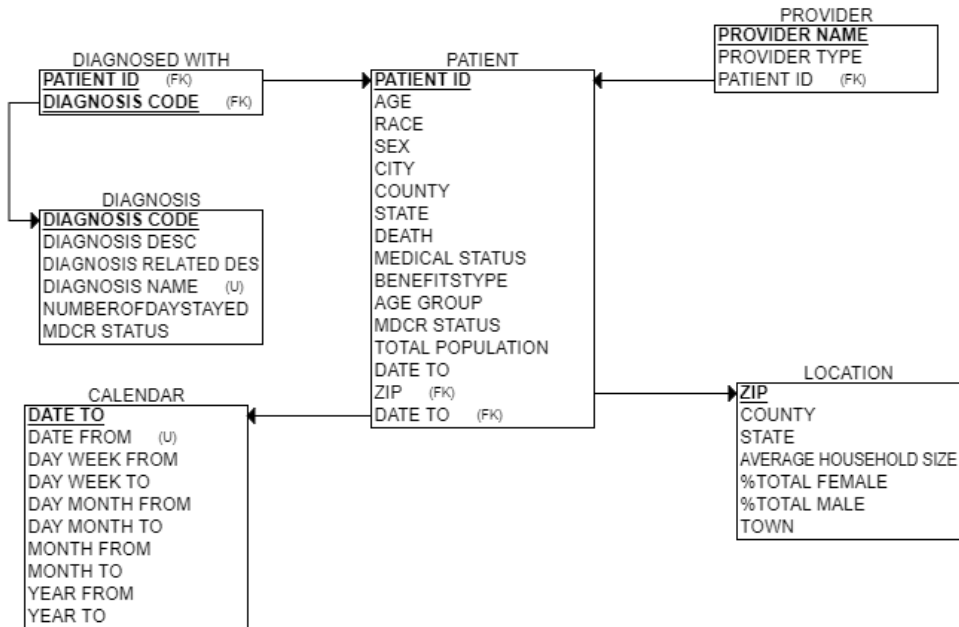 DIAGNOSED WITH
PATIENT ID (FK)
DIAGNOSIS CODE (FK)
DIAGNOSIS
DIAGNOSIS CODE
DIAGNOSIS DESC
DIAGNOSIS RELATED DES
DIAGNOSIS NAME (U)
NUMBEROFDAYSTAYED
MDCR STATUS
CALENDAR
DATE TO
DATE FROM (U)
DAY WEEK FROM
DAY WEEK TO
DAY MONTH FROM
DAY MONTH TO
MONTH FROM
MONTH TO
YEAR FROM
YEAR TO
PATIENT
PATIENT ID
AGE
RACE
SEX
CITY
COUNTY
STATE
DEATH
MEDICAL STATUS
BENEFITSTYPE
AGE GROUP
MDCR STATUS
TOTAL POPULATION
DATE TO
ZIP (FK)
DATE TO (FK)
PROVIDER
PROVIDER NAME
PROVIDER TYPE
PATIENT ID (FK)
LOCATION
ZIP
COUNTY
STATE
AVERAGE HOUSEHOLD SIZE
%TOTAL FEMALE
%TOTAL MALE
TOWN